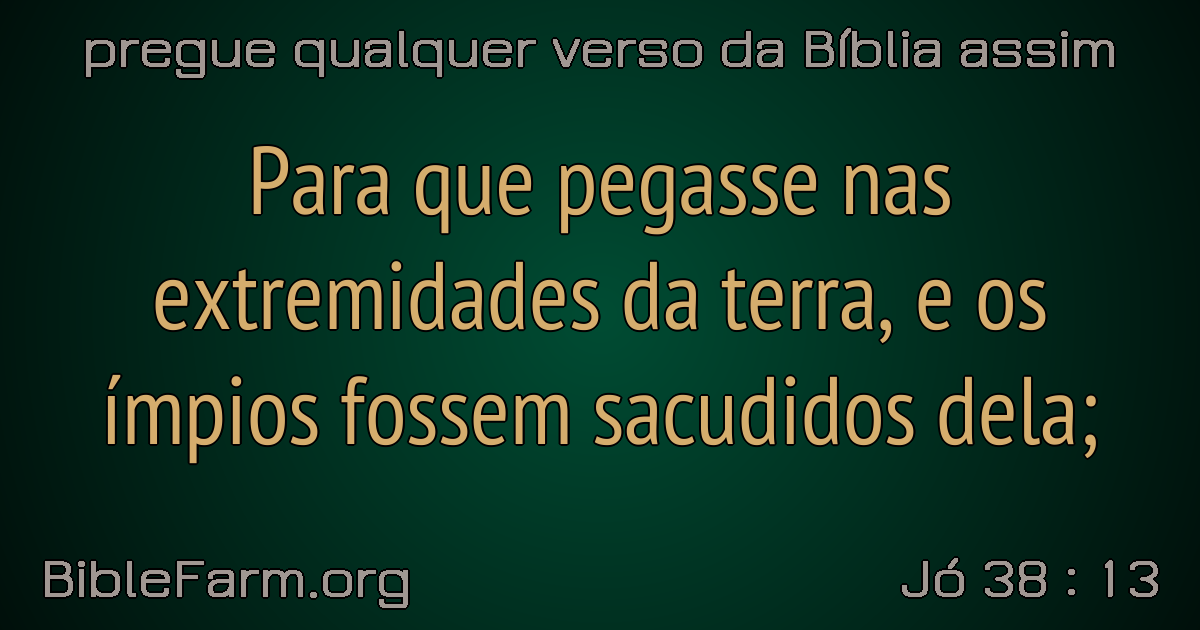 pregue qualquer verso da Bíblia assim
Para que pegasse nas
extremidades da terra, e os
ímpios fossem sacudidos dela;
BibleFarm.org
Jó 38 : 13